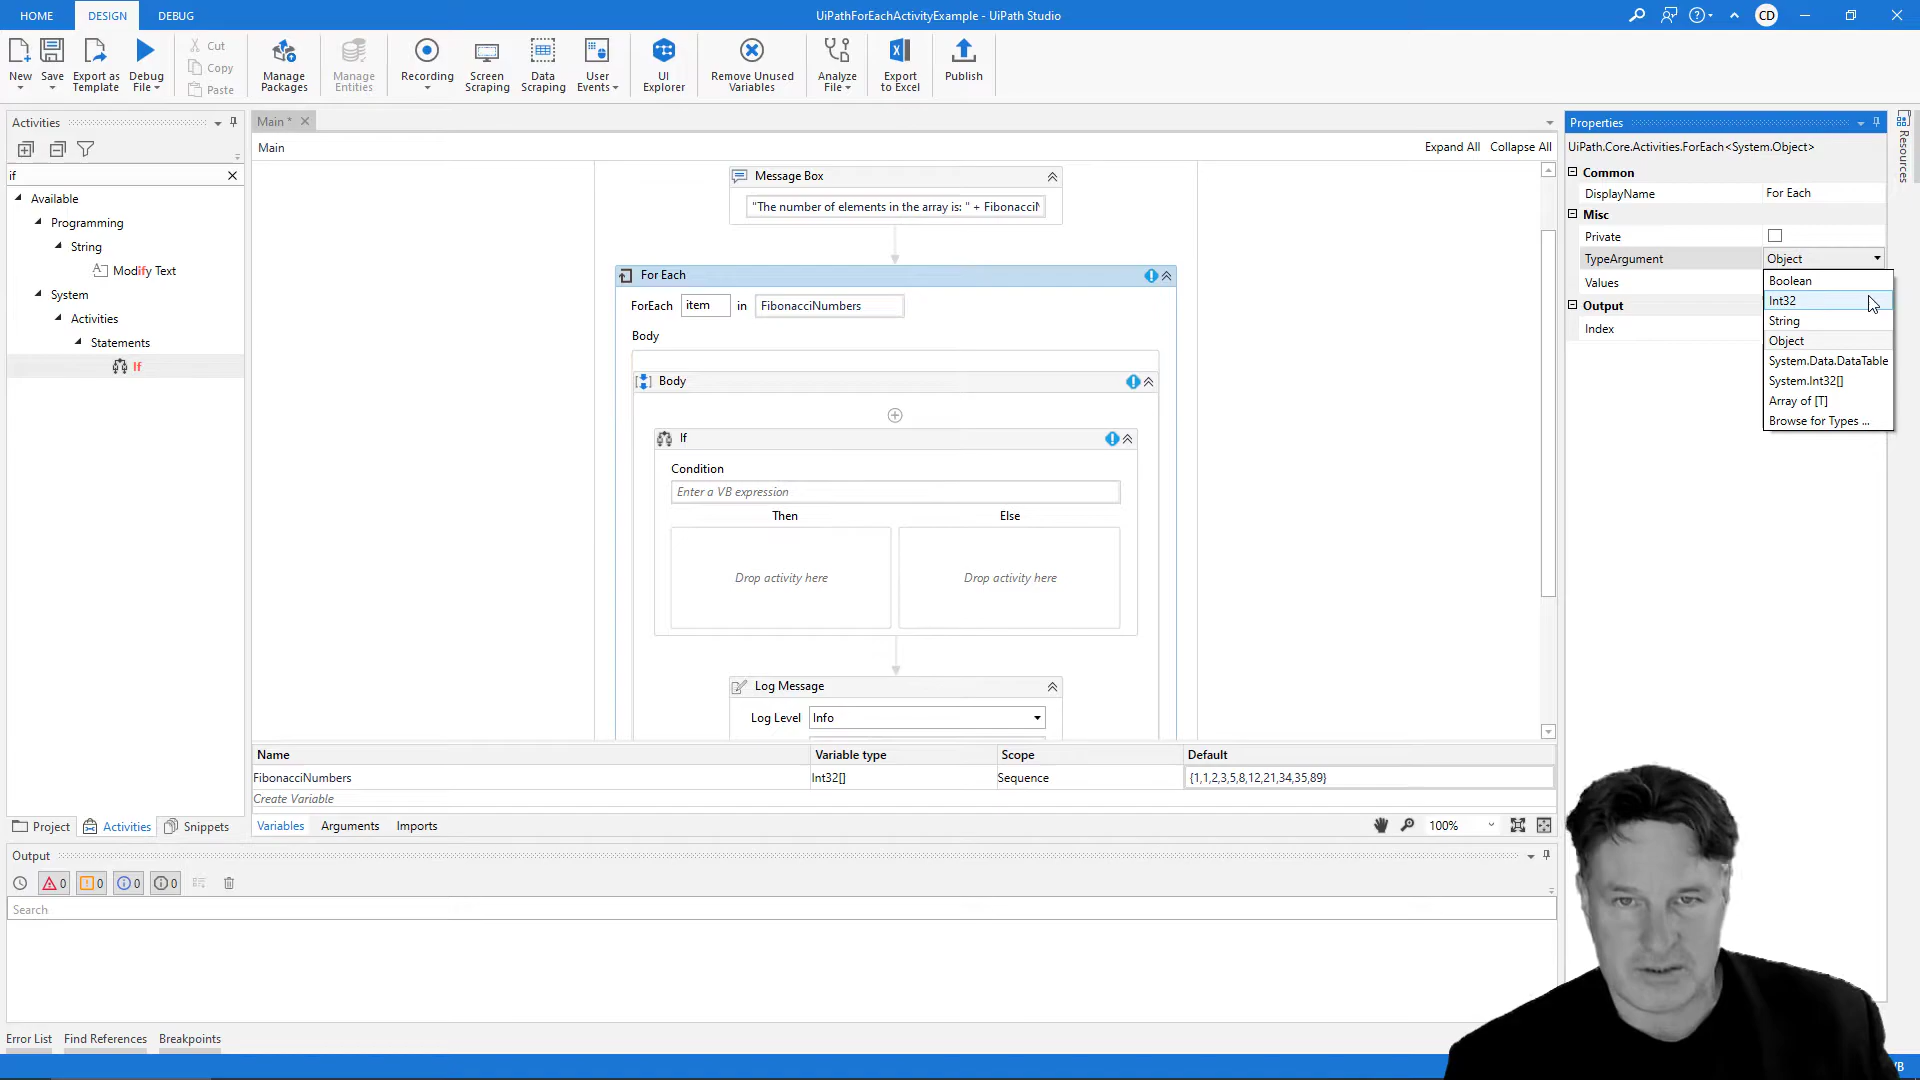 HOME DESIGN DEBUG
UiPathForEachActivityExample - UiPath Studio
CD
New Save Export as Template Debug File Cut Copy Paste Manage Packages Manage Entities Recording Screen Scraping Data Scraping User Events UI Explorer Remove Unused Variables Analyze File Export to Excel Publish
Activities
if
Available
Programming
String
Modify Text
System
Activities
Statements
If
Project Activities Snippets
Main *
Main Expand All Collapse All
Message Box
"The number of elements in the array is: " + Fibonacci
For Each
ForEach item in FibonacciNumbers
Body
Body
If
Condition
Enter a VB expression
Then Else
Drop activity here Drop activity here
Log Message
Log Level Info
Name Variable type Scope Default
FibonacciNumbers Int32[] Sequence {1,1,2,3,5,8,12,21,34,35,89}
Create Variable
Variables Arguments Imports 100%
Properties
UiPath.Core.Activities.ForEach<System.Object>
Common
DisplayName For Each
Misc
Private
TypeArgument Object
Values
Output
Index
Boolean
Int32
String
Object
System.Data.DataTable
System.Int32[]
Array of [T]
Browse for Types ...
Resources
Output
0 0 0 0
Search
Error List Find References Breakpoints